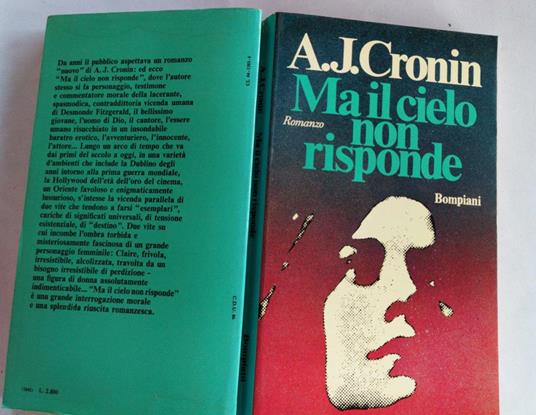 Da anni il pubblico aspettava un romanzo
"nuovo" di A. J. Cronin: ed ecco
"Ma il cielo non risponde", dove l'autore
stesso si fa personaggio, testimone
e commentatore morale della lacerante,
spasmodica, contraddittoria vicenda umana
di Desmonde Fitzgerald, il bellissimo
giovane, l'uomo di Dio, il cantore, l'essere
umano risucchiato in un insondabile
baratro erotico, l'avventuriero, l'innocente,
l'attore... Lungo un arco di tempo che va
dai primi del secolo a oggi, in una varietà
d'ambienti che include la Dublino degli
anni intorno alla prima guerra mondiale,
la Hollywood dell'età dell'oro del cinema,
un Oriente favoloso e enigmaticamente
lussurioso, s'intesse la vicenda parallela di
due vite che tendono a farsi "esemplari",
cariche di significati universali, di tensione
esistenziale, di "destino". Due vite su
cui incombe l'ombra torbida e
misteriosamente fascinosa di un grande
personaggio femminile: Claire, frivola,
irresistibile, alcolizzata, travolta da un
bisogno irresistibile di perdizione -
una figura di donna assolutamente
indimenticabile... "Ma il cielo non risponde"
è una grande interrogazione morale
e una splendida riuscita romanzesca.
L. 2.800
A. J. Cronin Ma il cielo non risponde
C.D.U. 86
Bompiani
A.J.Cronin
Ma il cielo
Romanzo
non
risponde
Bompiani